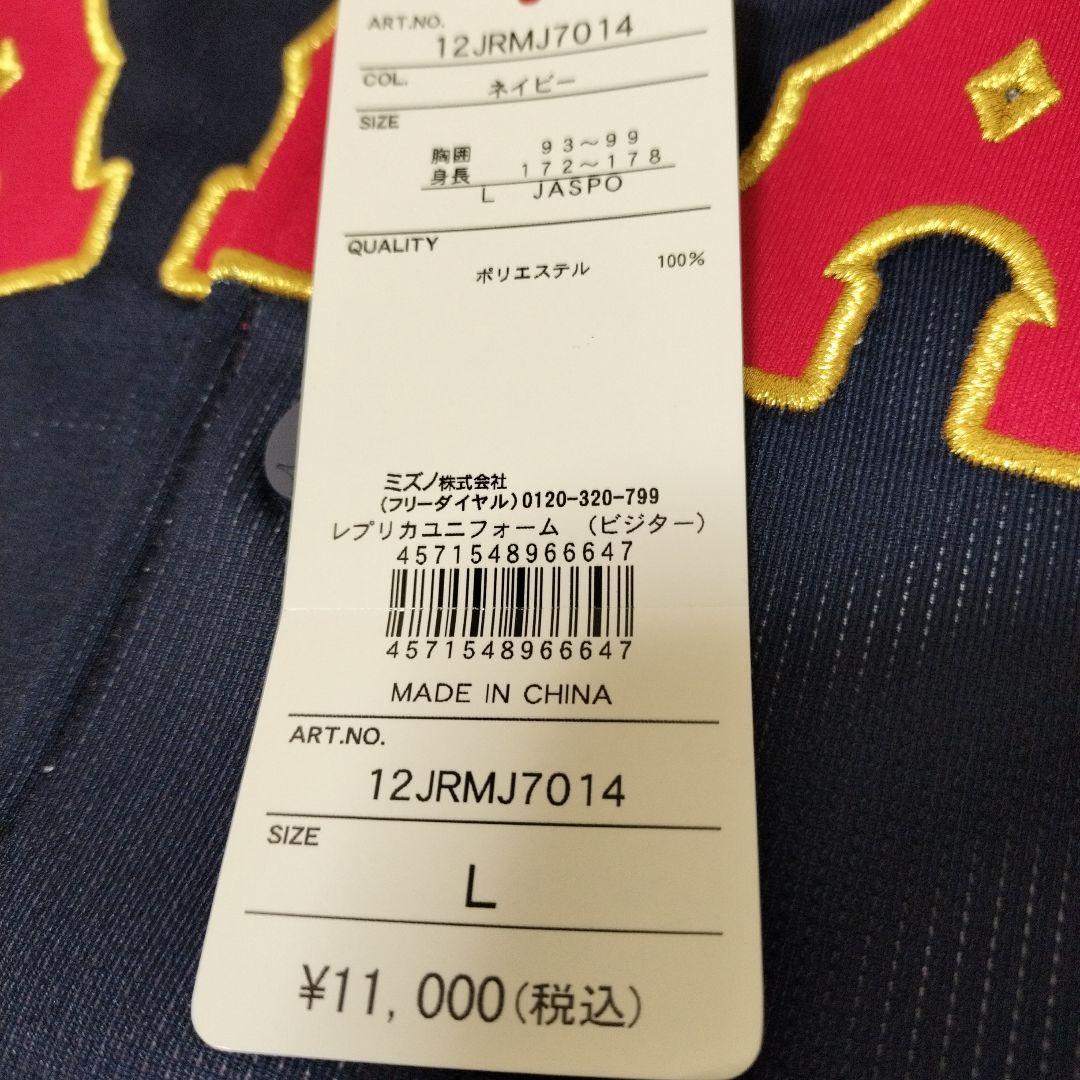 ART.NO.
12JRMJ7014
COL.
ネイビー
SIZE
胸囲 93～99
身長 172～178
L JASPO
QUALITY
ポリエステル 100%
ミズノ株式会社
(フリーダイヤル)0120-320-799
レプリカユニフォーム （ビジター）
4571548966647
4571548966647
MADE IN CHINA
ART.NO.
12JRMJ7014
SIZE
L
¥11,000(税込)